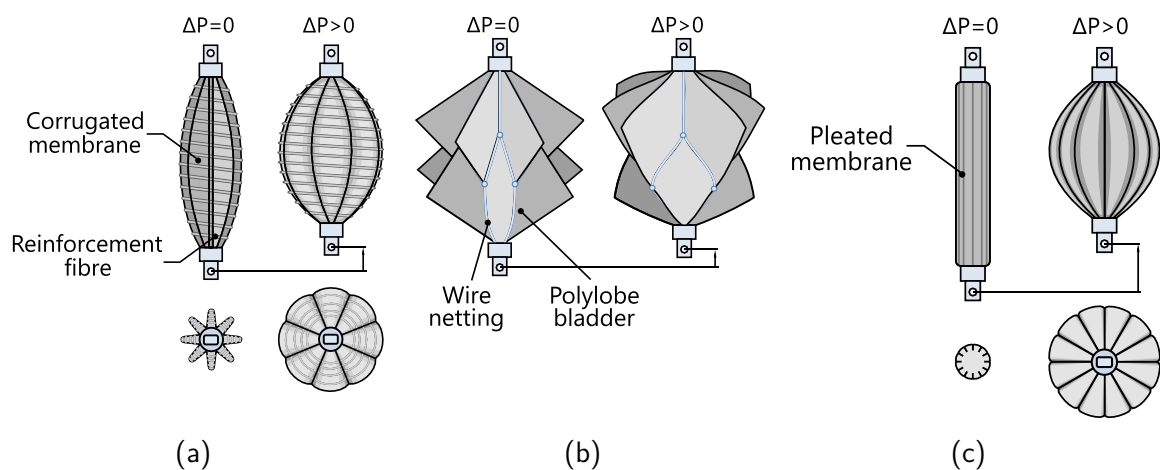 ΔP=0
ΔP>0
Corrugated
membrane
Reinforcement
fibre
ΔP=0
ΔP>0
Wire
netting
Polylobe
bladder
ΔP=0
ΔP>0
Pleated
membrane
(a)
(b)
(c)